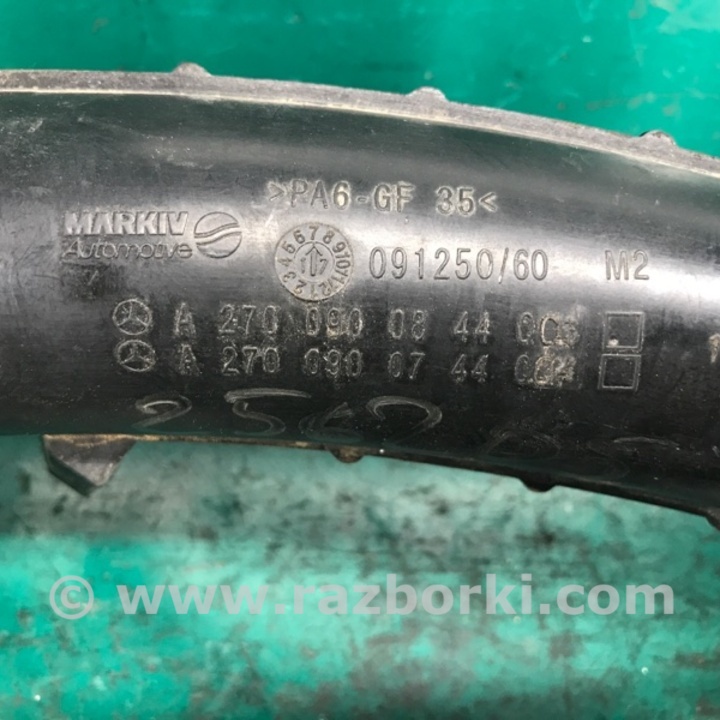 >PA6-GF 35<
MARKIV
Automotive
091250/60 M2
A 270 090 08 44
A 270 090 07 44
© www.razborki.com